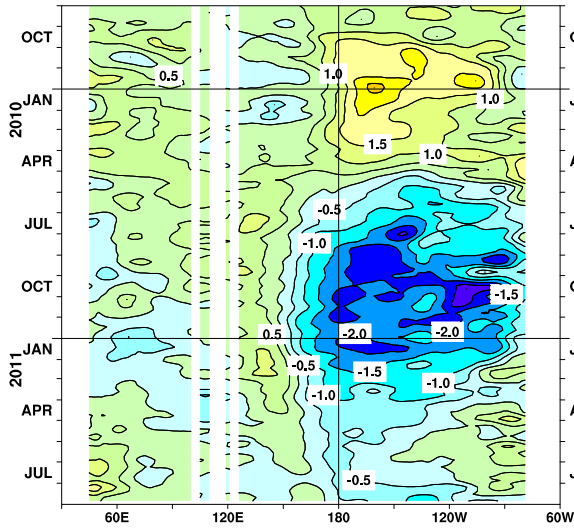 OCT O
0.5 1.0
JAN 1.0 J
2010
1.5
APR 1.0 A
-0.5
JUL J
-1.0
OCT -1.5 O
0.5 -2.0 -2.0
JAN J
-0.5 -1.5
2011
-1.0 -1.0
APR A
JUL -0.5 J
60E 120E 180 120W 60W